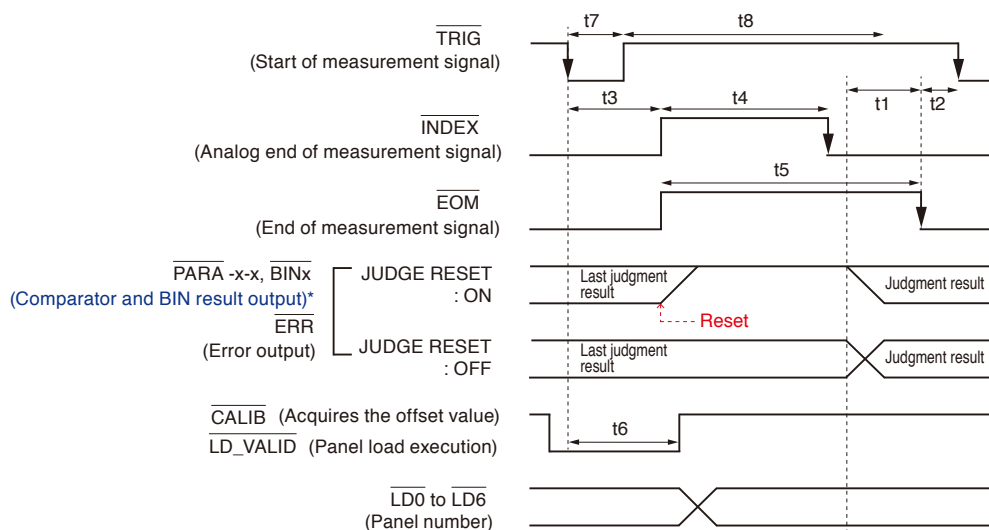 t7
t8
TRIG
(Start of measurement signal)
t3
t4
t1
t2
INDEX
(Analog end of measurement signal)
t5
EOM
(End of measurement signal)
PARA -x-x, BINx
(Comparator and BIN result output)*
ERR
(Error output)
JUDGE RESET
: ON
Last judgment
result
Judgment result
Reset
JUDGE RESET
: OFF
Last judgment
result
Judgment result
CALIB (Acquires the offset value)
LD_VALID (Panel load execution)
t6
LD0 to LD6
(Panel number)